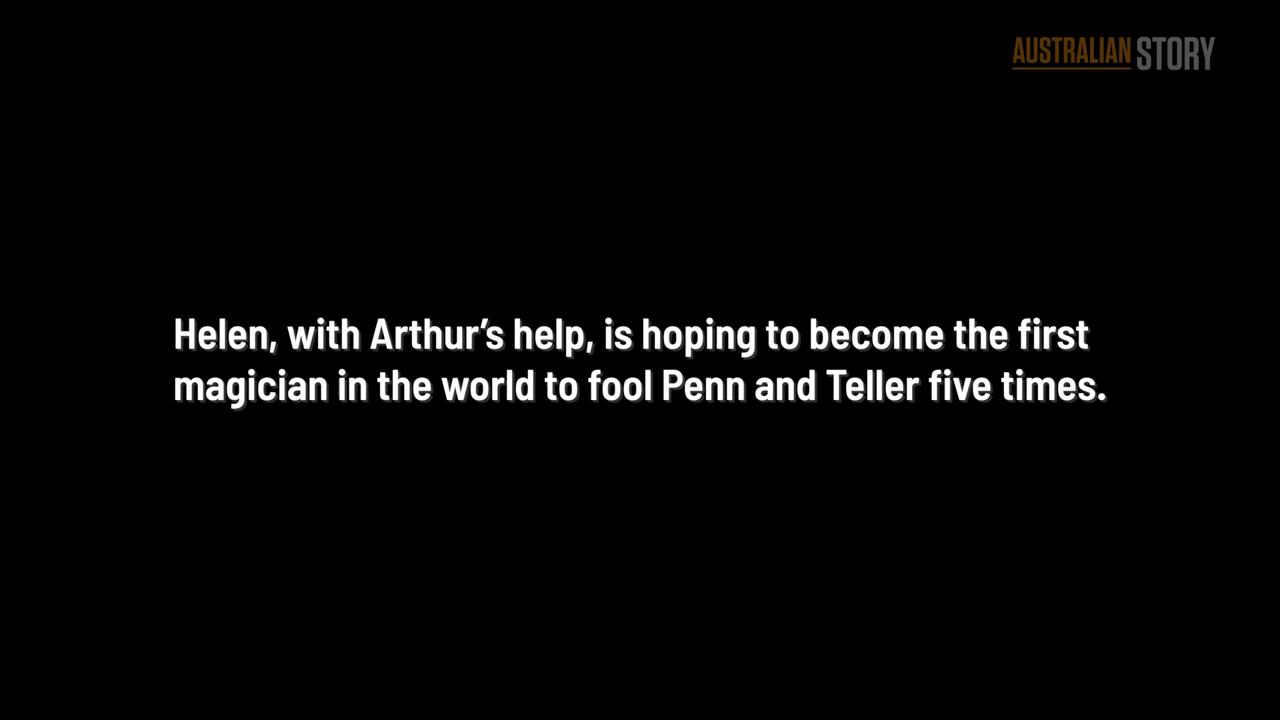 AUSTRALIAN STORY
Helen, with Arthur’s help, is hoping to become the first
magician in the world to fool Penn and Teller five times.